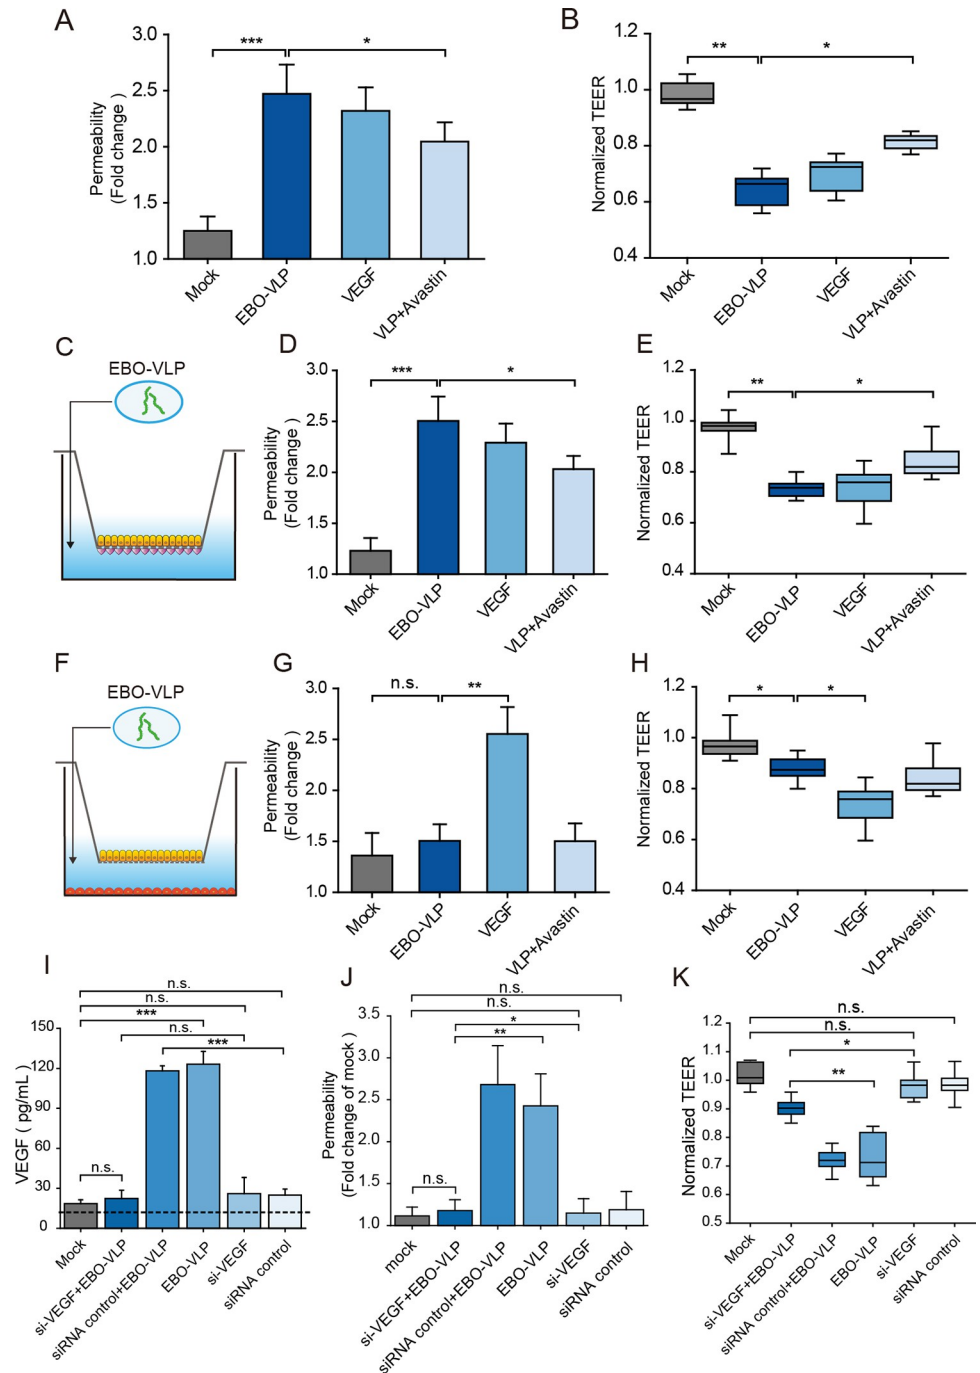 A
Permeability
(Fold change )
3.0
2.5
2.0
1.5
1.0
***
*
Mock
EBO-VLP
VEGF
VLP+Avastin
B
Normalized TEER
1.2
1.0
0.8
0.6
0.4
**
*
Mock
EBO-VLP
VEGF
VLP+Avastin
C
EBO-VLP
D
Permeability
(Fold change )
3.0
2.5
2.0
1.5
1.0
***
*
Mock
EBO-VLP
VEGF
VLP+Avastin
E
Normalized TEER
1.2
1.0
0.8
0.6
0.4
**
*
Mock
EBO-VLP
VEGF
VLP+Avastin
F
EBO-VLP
G
Permeability
(Fold change )
3.0
2.5
2.0
1.5
1.0
n.s.
**
Mock
EBO-VLP
VEGF
VLP+Avastin
H
Normalized TEER
1.2
1.0
0.8
0.6
0.4
*
*
Mock
EBO-VLP
VEGF
VLP+Avastin
I
VEGF ( pg/mL )
150
120
90
60
30
0
n.s.
n.s.
***
n.s.
***
n.s.
Mock
si-VEGF+EBO-VLP
siRNA control+EBO-VLP
EBO-VLP
si-VEGF
siRNA control
J
Permeability
(Fold change of mock )
3.5
3.0
2.5
2.0
1.5
1.0
n.s.
n.s.
*
**
n.s.
mock
si-VEGF+EBO-VLP
siRNA control+EBO-VLP
EBO-VLP
si-VEGF
siRNA control
K
Normalized TEER
1.2
1.1
1.0
0.9
0.8
0.7
0.6
0.5
n.s.
n.s.
*
**
Mock
si-VEGF+EBO-VLP
siRNA control+EBO-VLP
EBO-VLP
si-VEGF
siRNA control